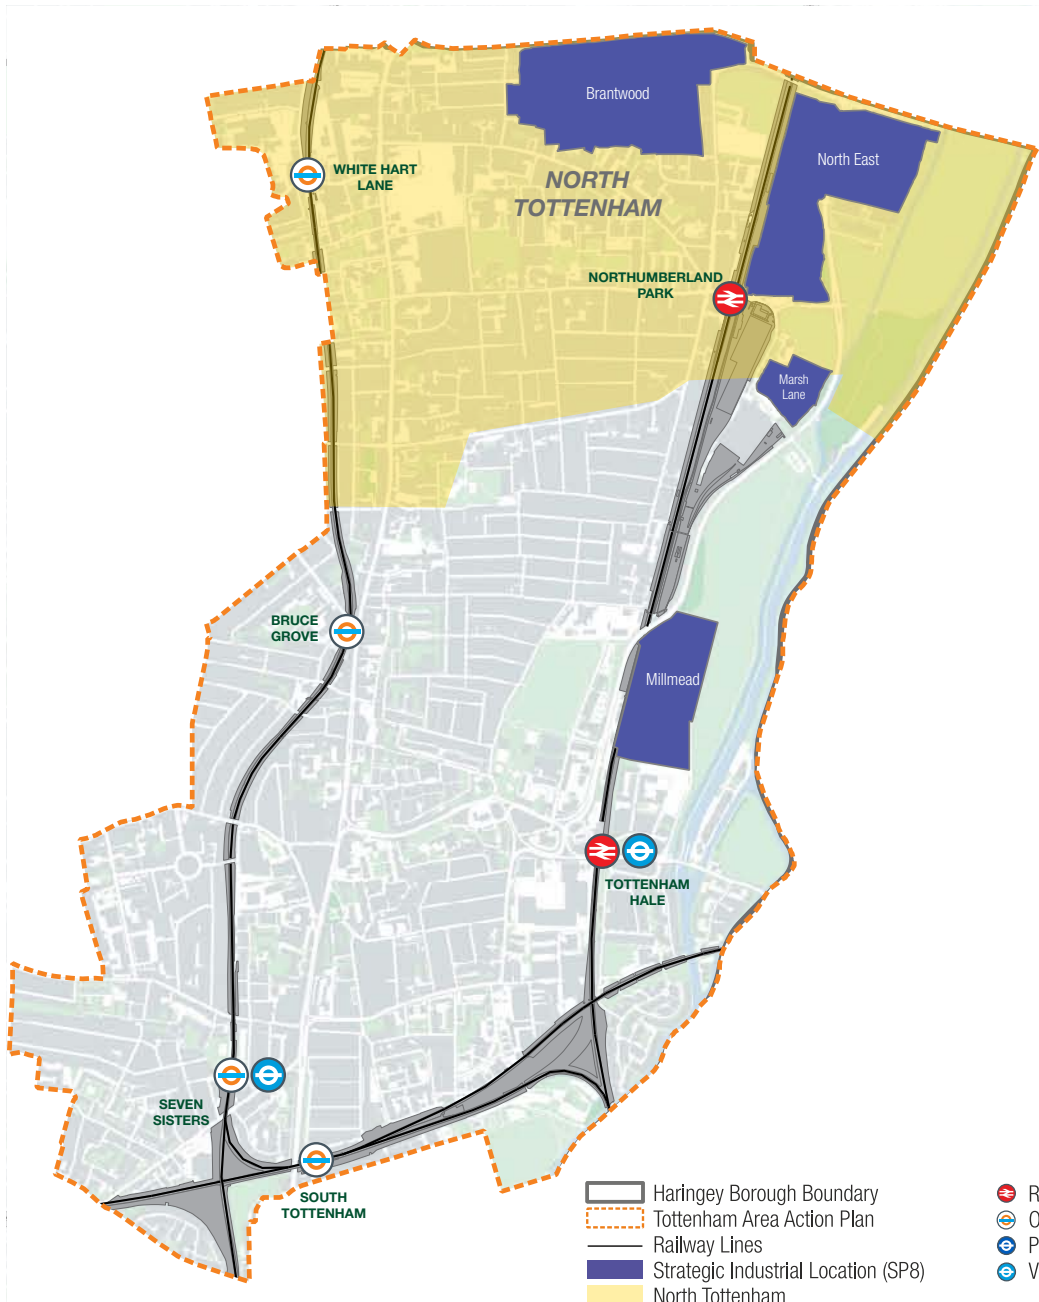 Brantwood
North East
WHITE HART
LANE
NORTH
TOTTENHAM
NORTHUMBERLAND
PARK
Marsh
Lane
BRUCE
GROVE
Millmead
TOTTENHAM
HALE
SEVEN
SISTERS
SOUTH
TOTTENHAM
Haringey Borough Boundary
Tottenham Area Action Plan
Railway Lines
Strategic Industrial Location (SP8)
North Tottenham
R
O
P
V